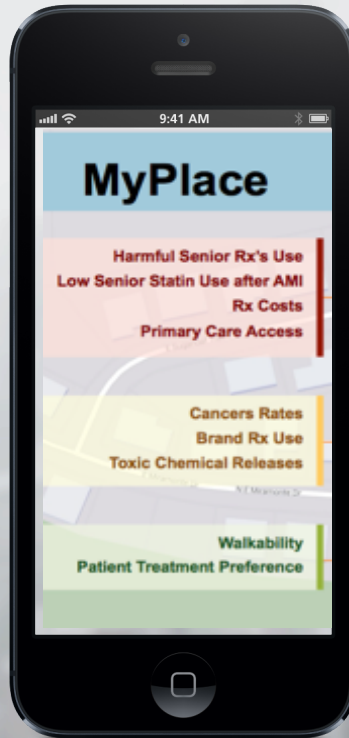 9:41 AM
MyPlace
Harmful Senior Rx's Use
Low Senior Statin Use after AMI
Rx Costs
Primary Care Access
Cancers Rates
Brand Rx Use
Toxic Chemical Releases
Walkability
Patient Treatment Preference